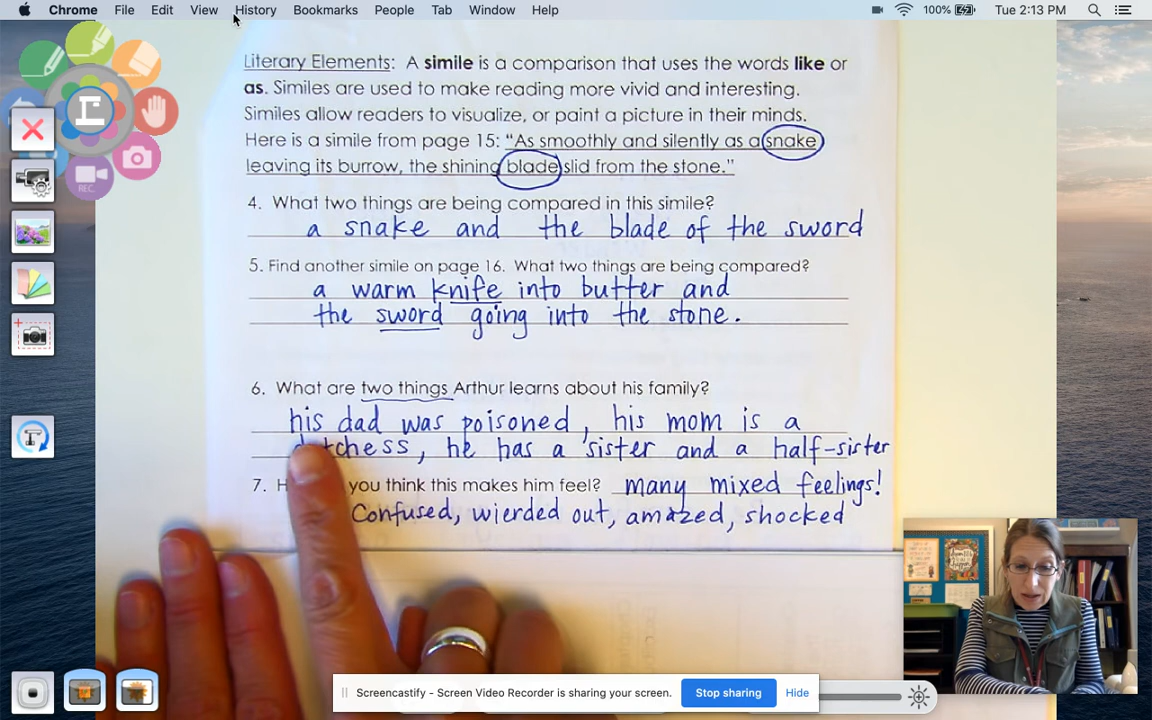 Chrome File Edit View History Bookmarks People Tab Window Help 100% Tue 2:13 PM
Literary Elements: A simile is a comparison that uses the words like or
as. Similes are used to make reading more vivid and interesting.
Similes allow readers to visualize, or paint a picture in their minds.
Here is a simile from page 15: "As smoothly and silently as a snake
leaving its burrow, the shining blade slid from the stone."
4. What two things are being compared in this simile?
a snake and the blade of the sword
5. Find another simile on page 16. What two things are being compared?
a warm knife into butter and
the sword going into the stone.
6. What are two things Arthur learns about his family?
his dad was poisoned, his mom is a
, he has a sister and a half-sister
7. you think this makes him feel? many mixed feelings!
Confused, wierded out, amazed, shocked
REC
Screencastify - Screen Video Recorder is sharing your screen. Stop sharing Hide